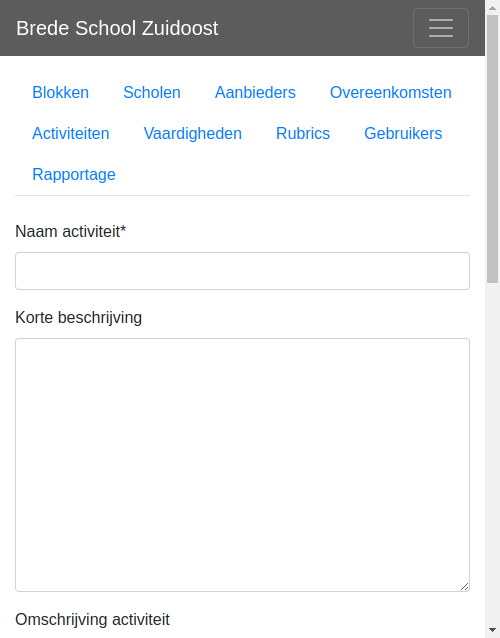 Brede School Zuidoost
Blokken Scholen Aanbieders Overeenkomsten
Activiteiten Vaardigheden Rubrics Gebruikers
Rapportage
Naam activiteit*
Korte beschrijving
Omschrijving activiteit